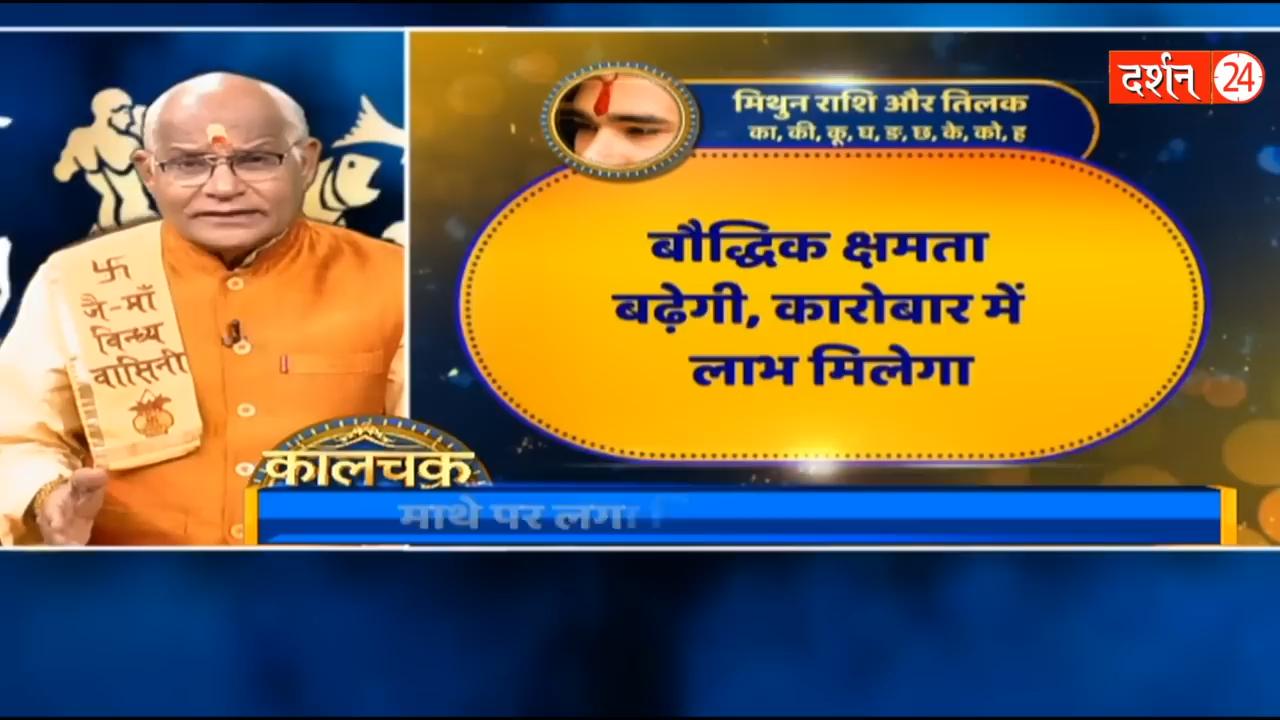 दर्शन 24
मिथुन राशि और तिलक
का, की, कू, घ, ङ, छ, के, को, ह
बौद्धिक क्षमता
बढ़ेगी, कारोबार में
लाभ मिलेगा
जै-माँ
विन्ध्य
वासिनी
कालचक्र
माथे पर लगा